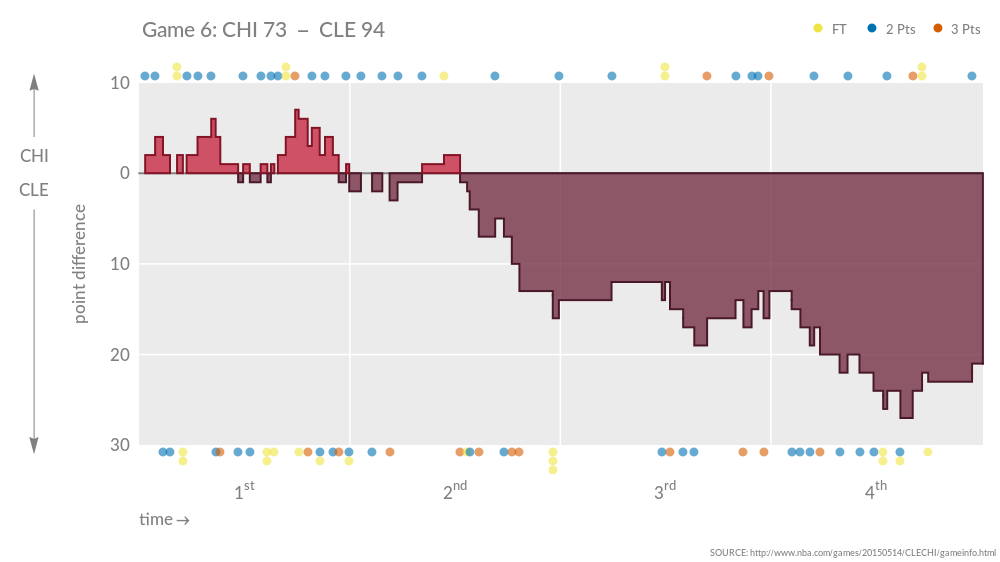 Game 6: CHI 73 – CLE 94
FT 2 Pts 3 Pts
10
CHI
0
CLE
point difference
10
20
30
1st 2nd 3rd 4th
time→
SOURCE: http://www.nba.com/games/20150514/CLECHI/gameinfo.html